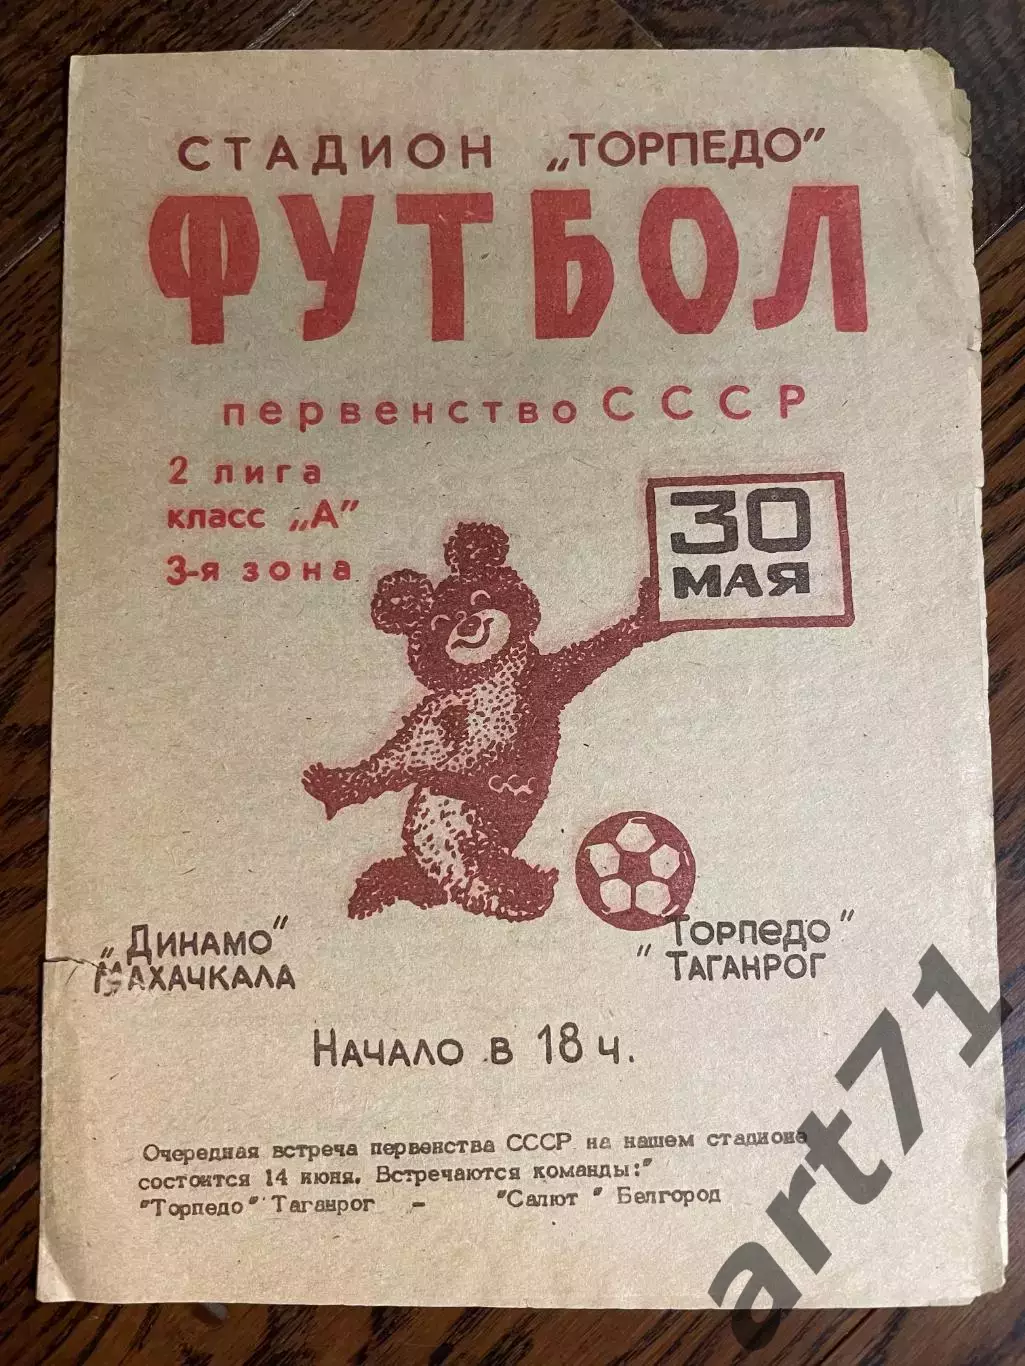 СТАДИОН „ТОРПЕДО”
ФУТБОЛ
первенство СССР
2 лига
класс „А”
3-я зона
30
МАЯ
СССР
„Динамо” „Торпедо”
Махачкала Таганрог
Начало в 18 ч.
Очередная встреча первенства СССР на нашем стадионе
состоится 14 июня. Встречаются команды:"
"Торпедо" Таганрог – "Салют " Белгород
art71